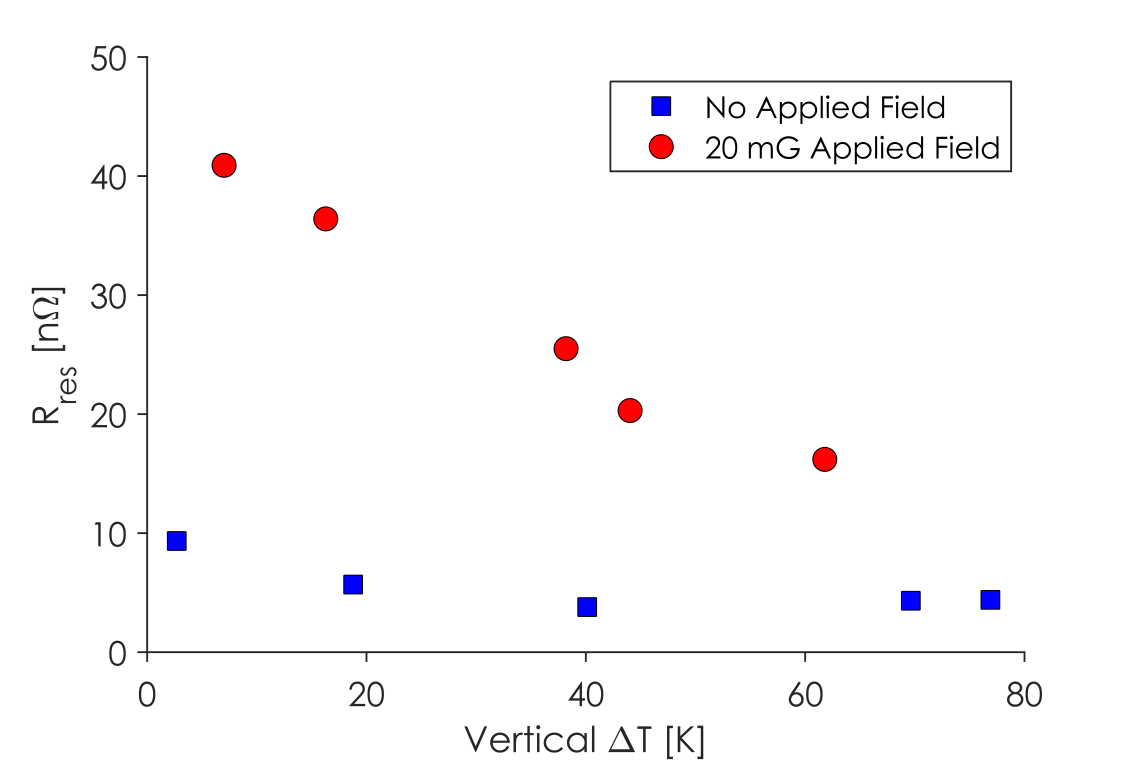 50
40
30
20
10
0
R_res [nΩ]
No Applied Field
20 mG Applied Field
0 20 40 60 80
Vertical ΔT [K]